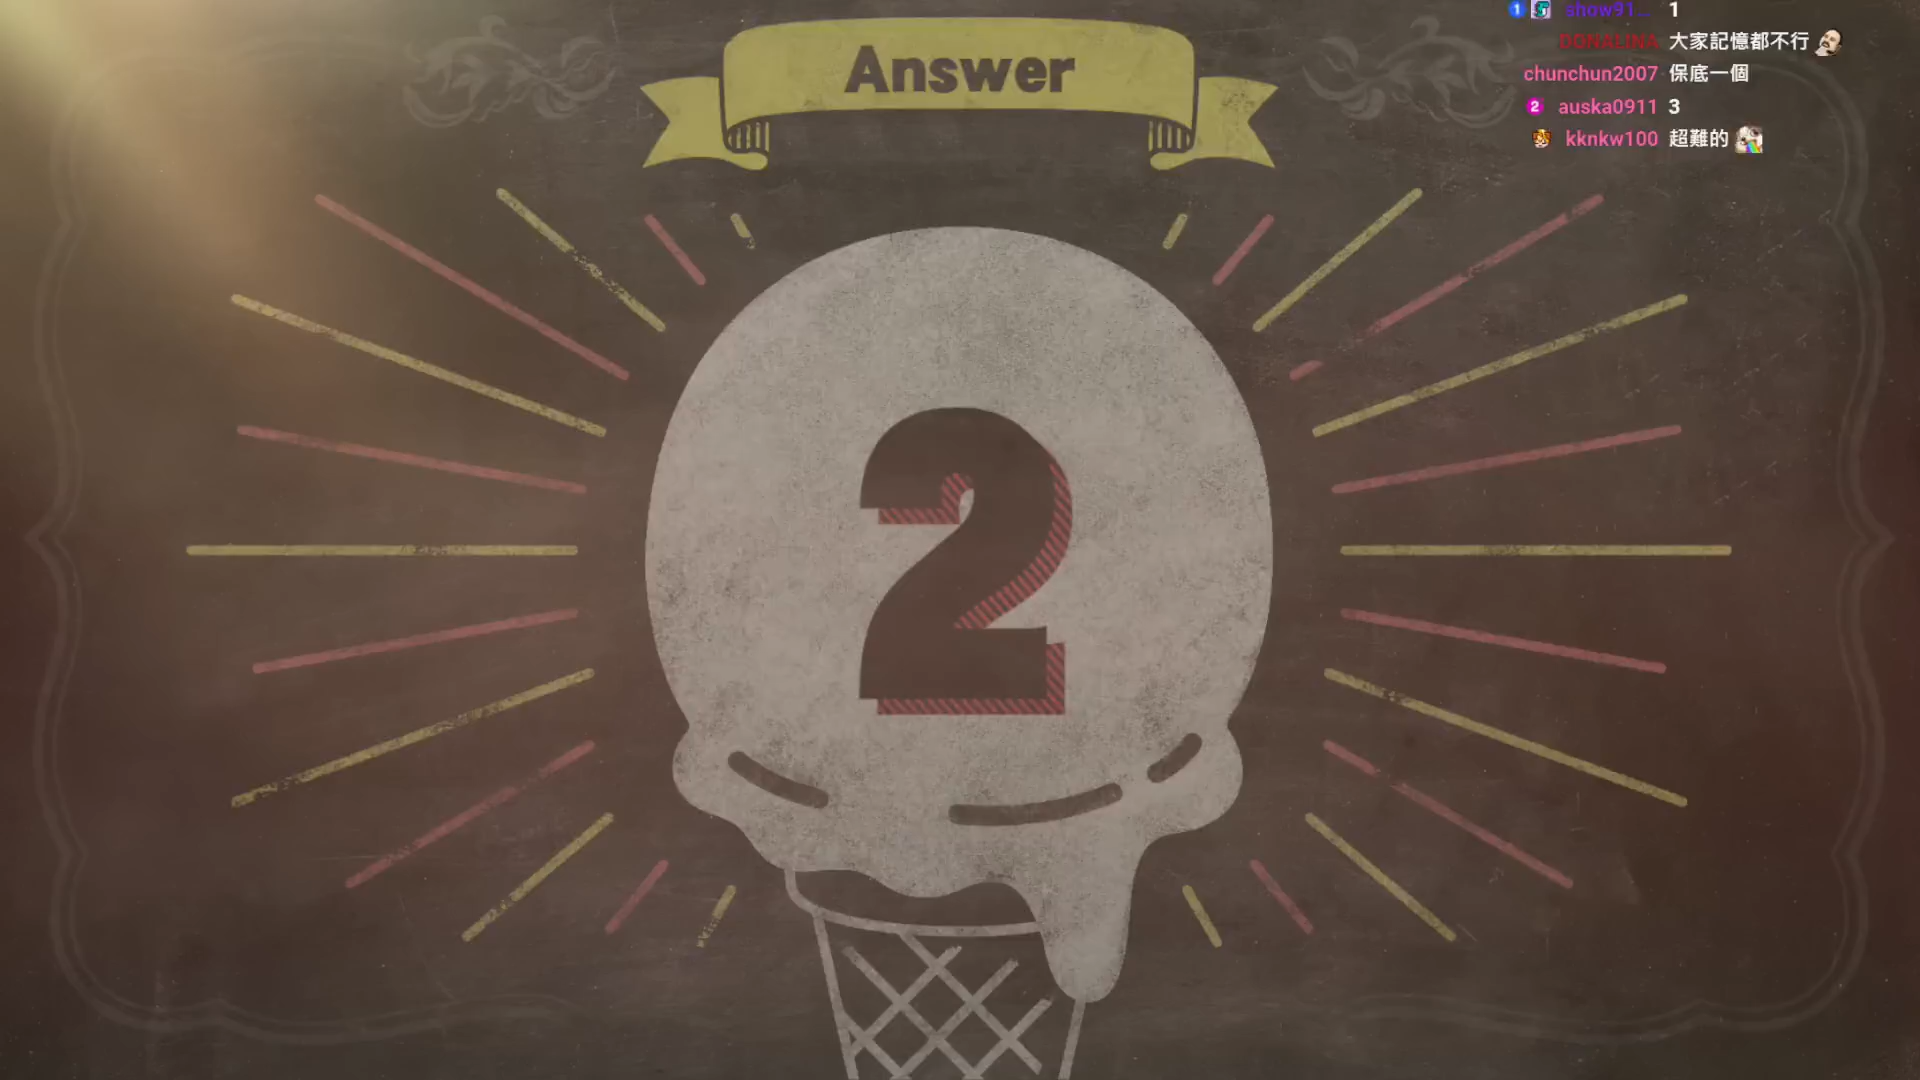 Answer
2
show91... 1
DONALINA 大家記憶都不行
chunchun2007 保底一個
2 auska0911 3
kknkw100 超難的